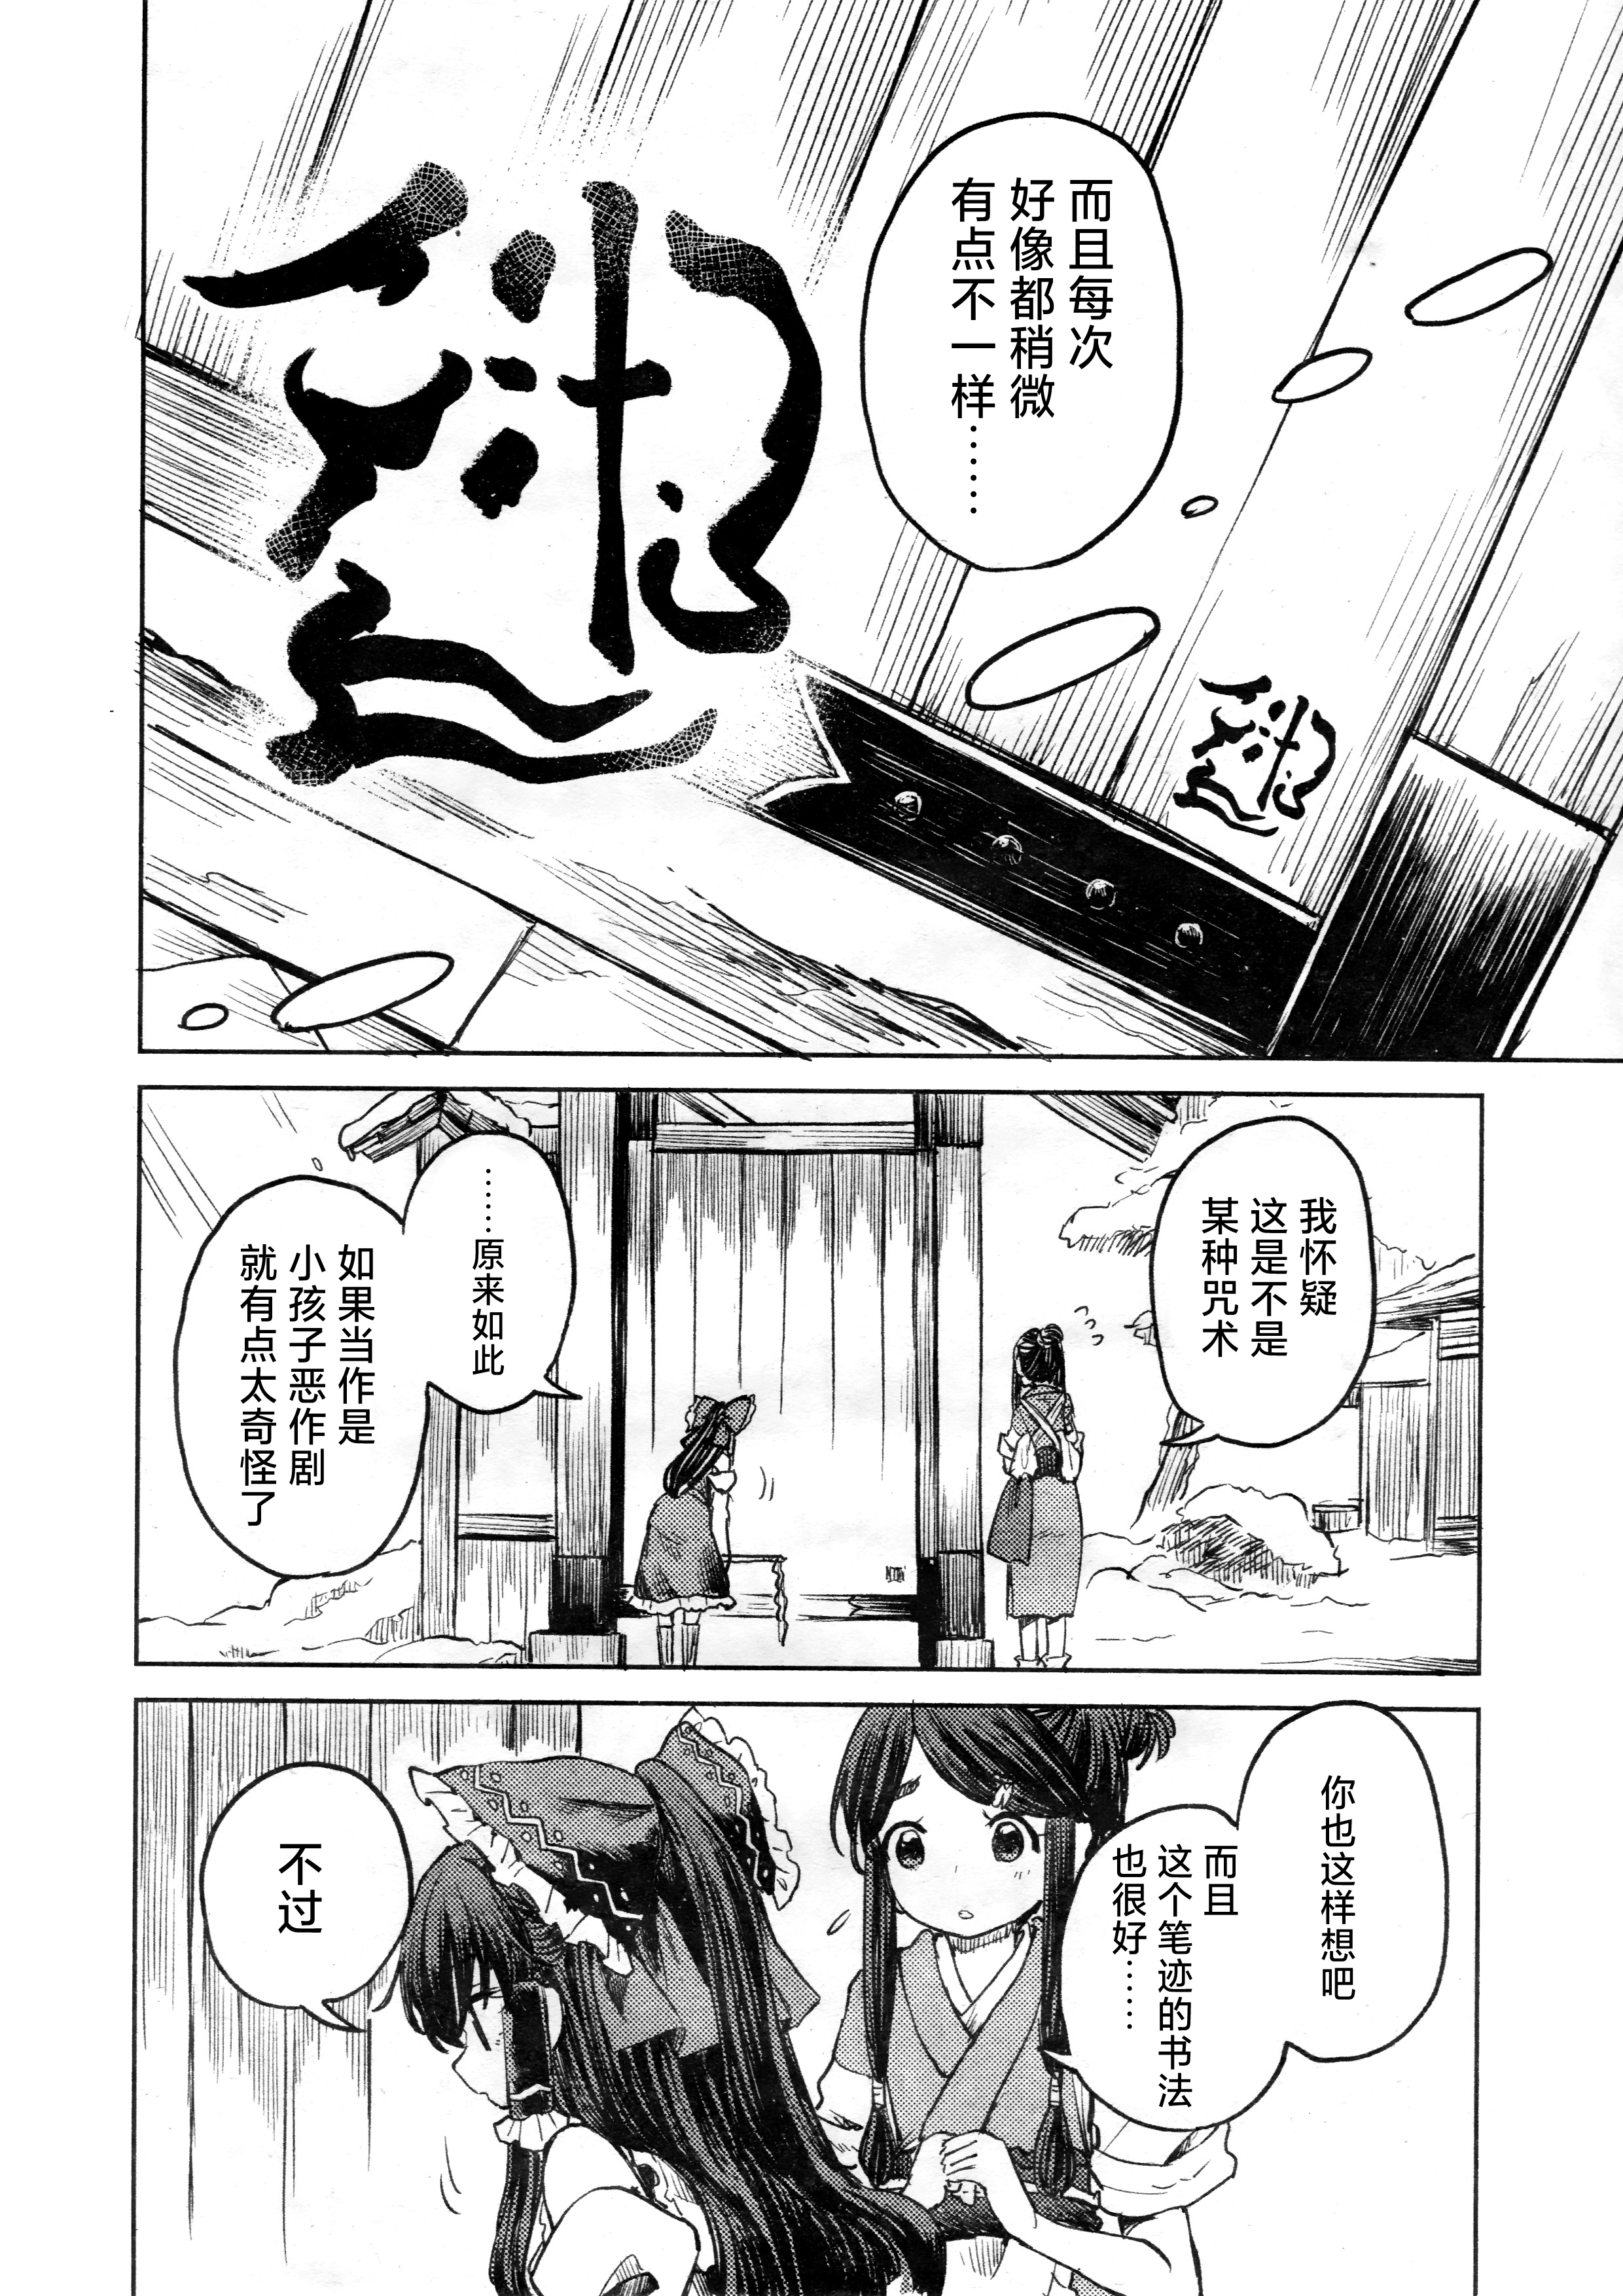 而且每次
好像都稍微
有点不一样……
我怀疑
这是不是
某种咒术
……原来如此
如果当作是
小孩子恶作剧
就有点太奇怪了
你也这样想吧
而且
这个笔迹的书法
也很好……
不过